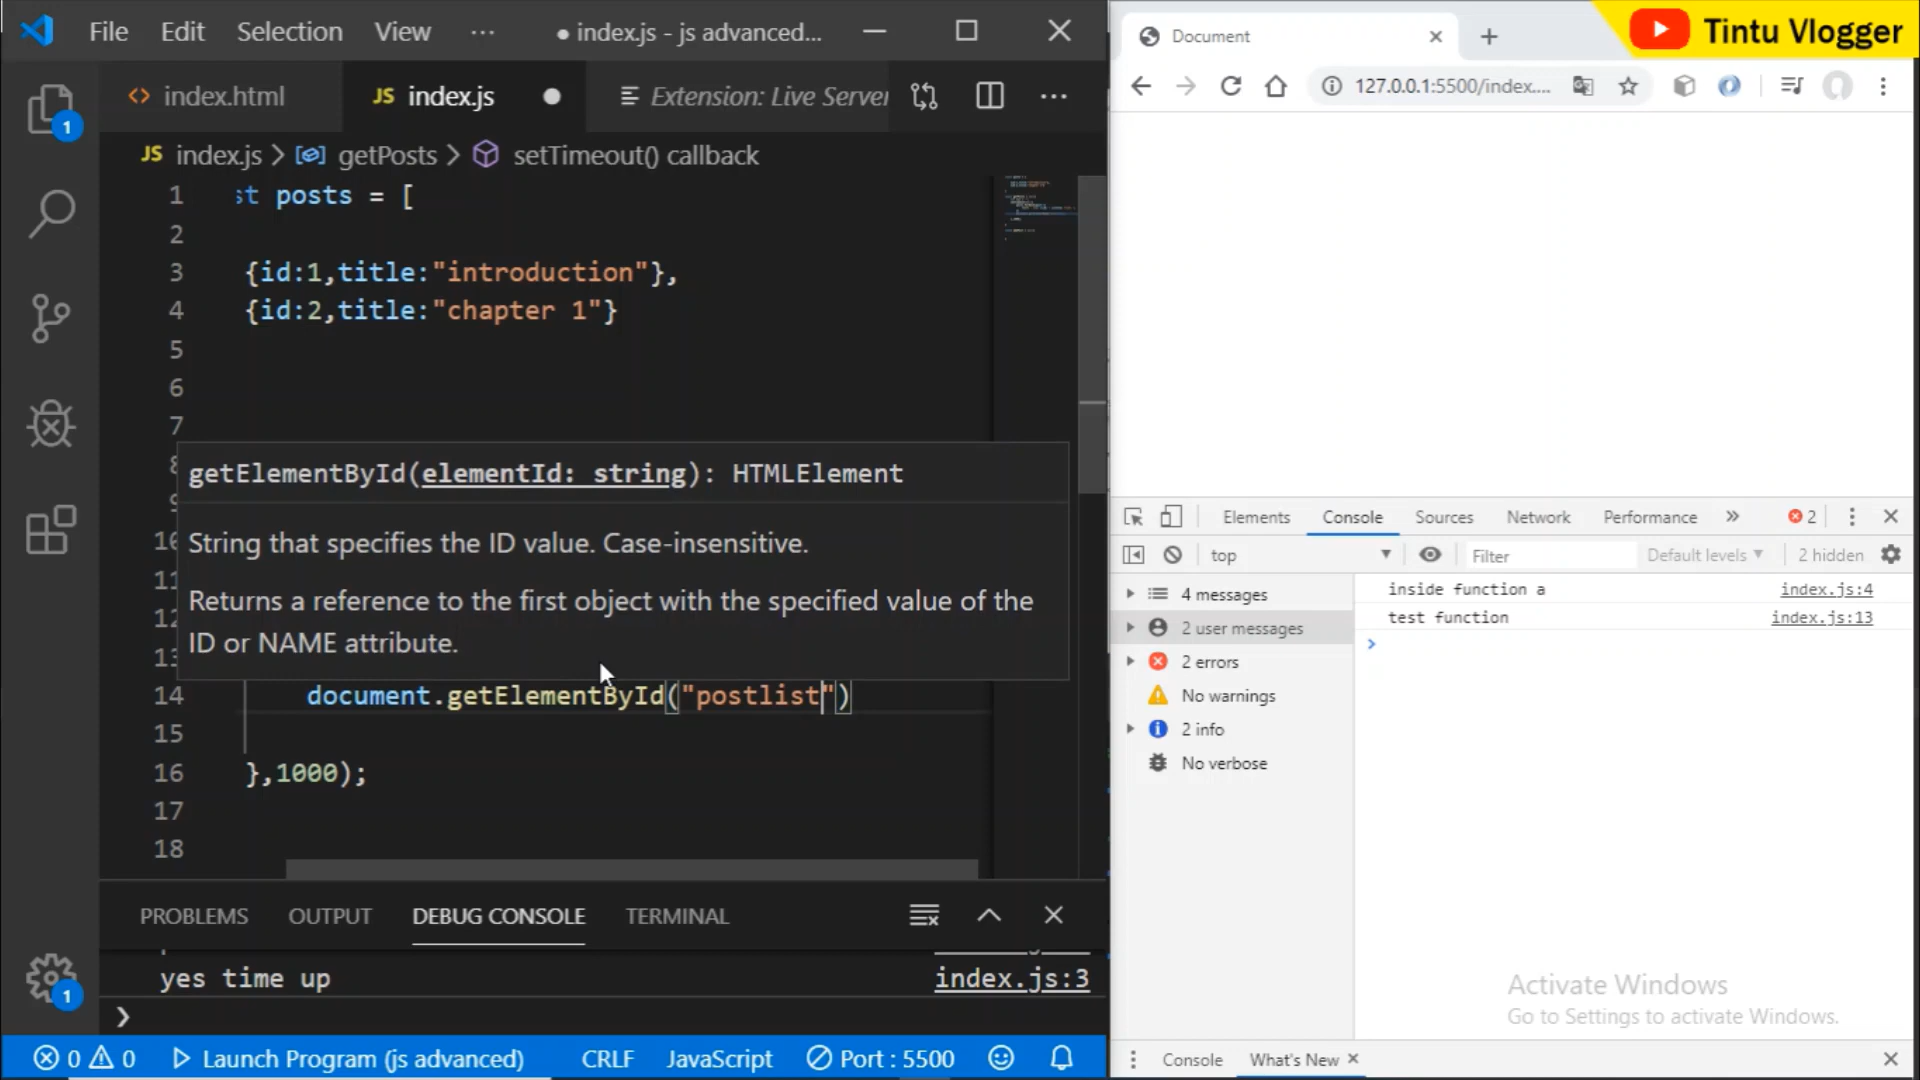 File Edit Selection View ··· ● index.js - js advanced...
index.html JS index.js ● Extension: Live Server
JS index.js > getPosts > setTimeout() callback
1 st posts = [
2
3 {id:1,title:"introduction"},
4 {id:2,title:"chapter 1"}
5
6
7
getElementById(elementId: string): HTMLElement
String that specifies the ID value. Case-insensitive.
Returns a reference to the first object with the specified value of the
ID or NAME attribute.
14 document.getElementById("postlist")
15
16 },1000);
17
18
PROBLEMS OUTPUT DEBUG CONSOLE TERMINAL
yes time up index.js:3
❯
0 0 Launch Program (js advanced) CRLF JavaScript Port : 5500
1
1
Document
Tintu Vlogger
127.0.0.1:5500/index....
Elements Console Sources Network Performance » 2
top Filter Default levels 2 hidden
4 messages
2 user messages
2 errors
No warnings
2 info
No verbose
inside function a index.js:4
test function index.js:13
>
Activate Windows
Go to Settings to activate Windows.
Console What's New